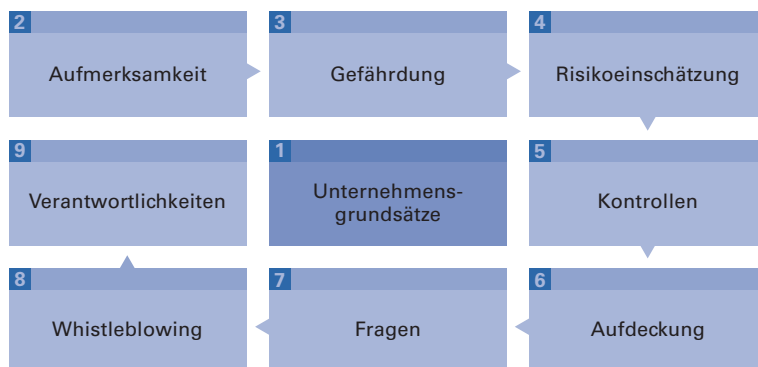 2
Aufmerksamkeit
3
Gefährdung
4
Risikoeinschätzung
9
Verantwortlichkeiten
1
Unternehmens-
grundsätze
5
Kontrollen
8
Whistleblowing
7
Fragen
6
Aufdeckung